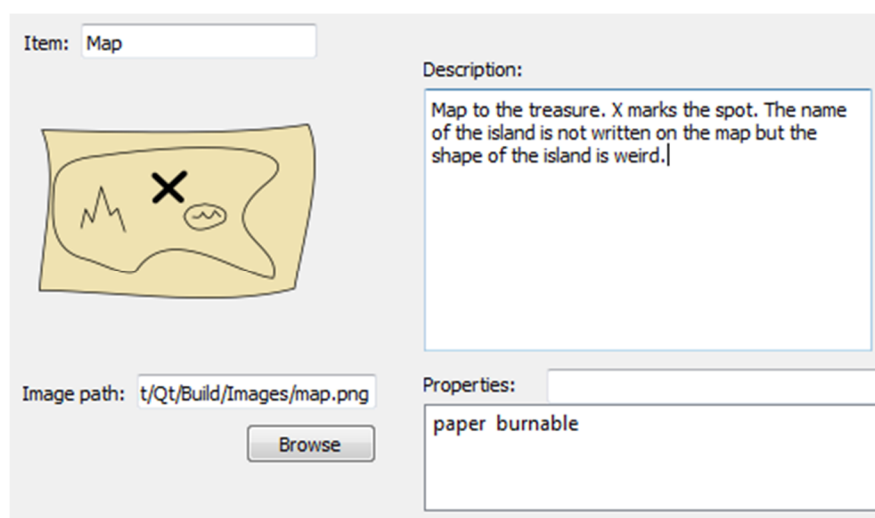 Item: Map
Description:
Map to the treasure. X marks the spot. The name
of the island is not written on the map but the
shape of the island is weird.
Image path: t/Qt/Build/Images/map.png
Browse
Properties:
paper burnable